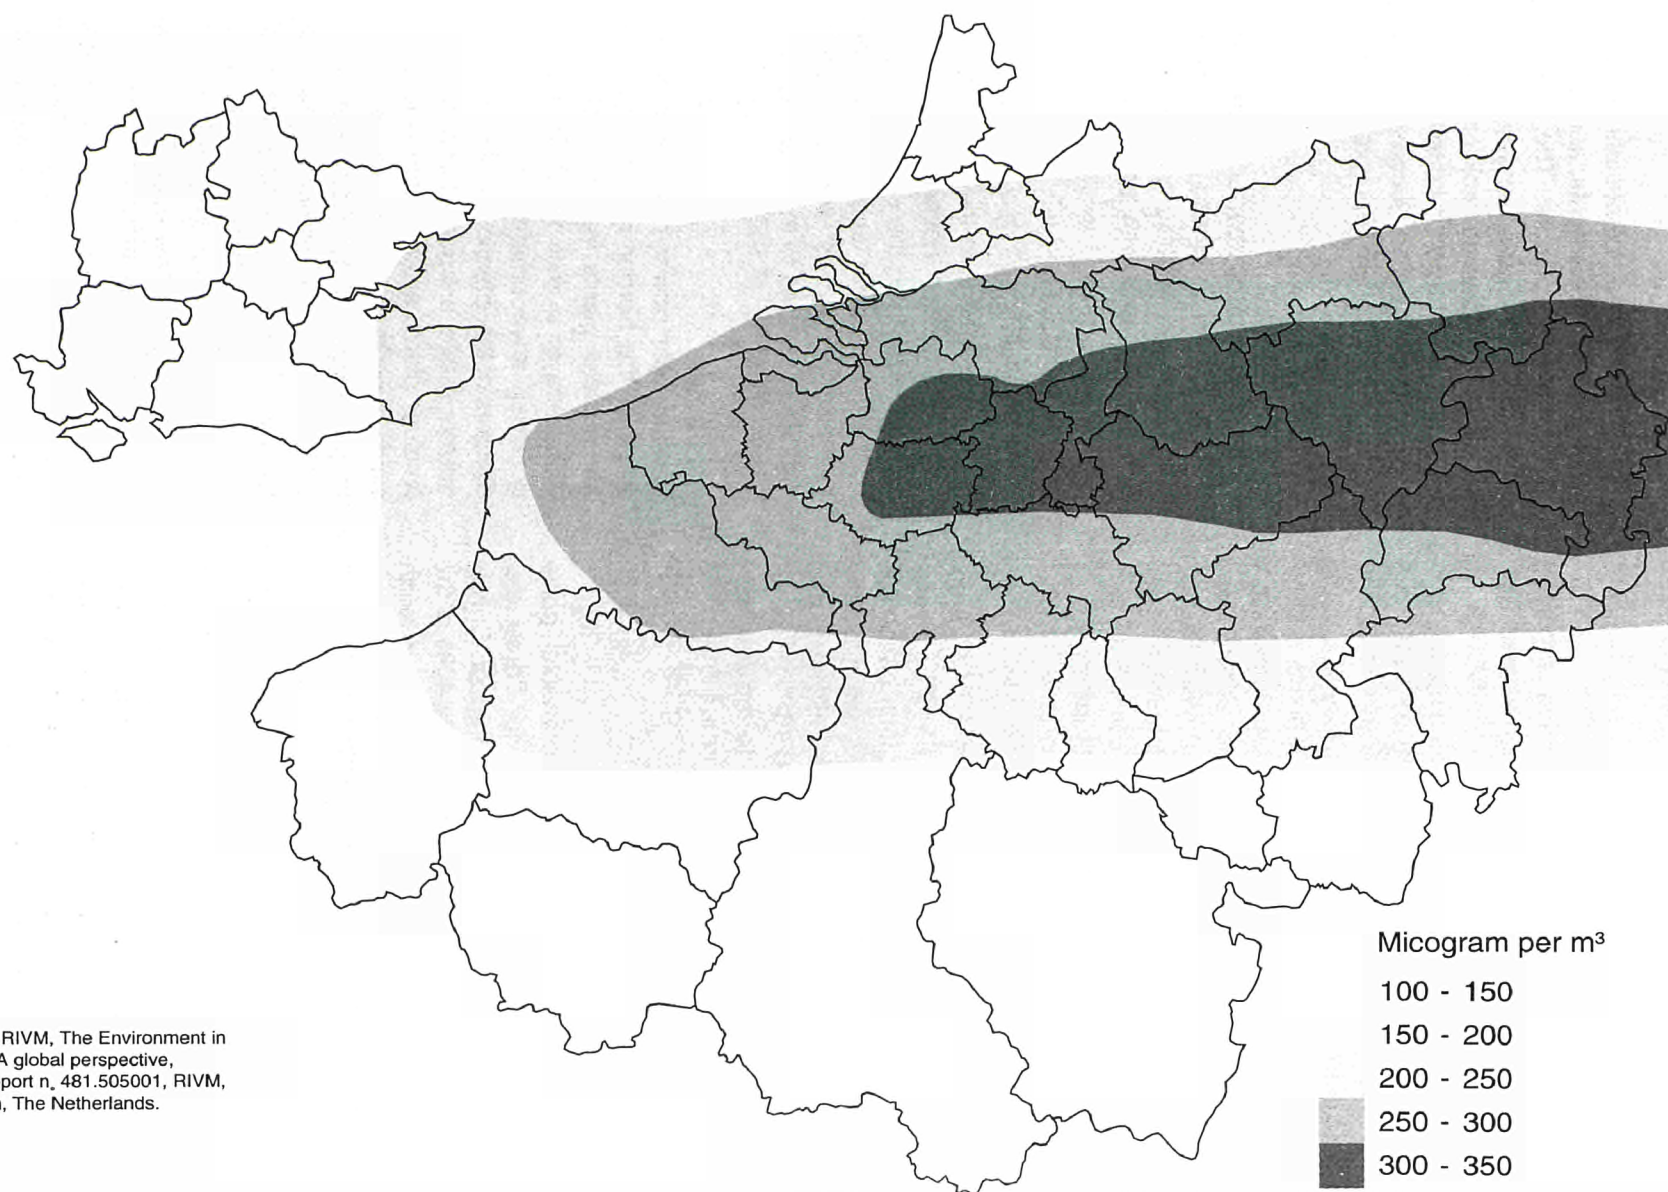 RIVM, The Environment in
A global perspective,
port n. 481.505001, RIVM,
, The Netherlands.
Micogram per m³
100 - 150
150 - 200
200 - 250
250 - 300
300 - 350